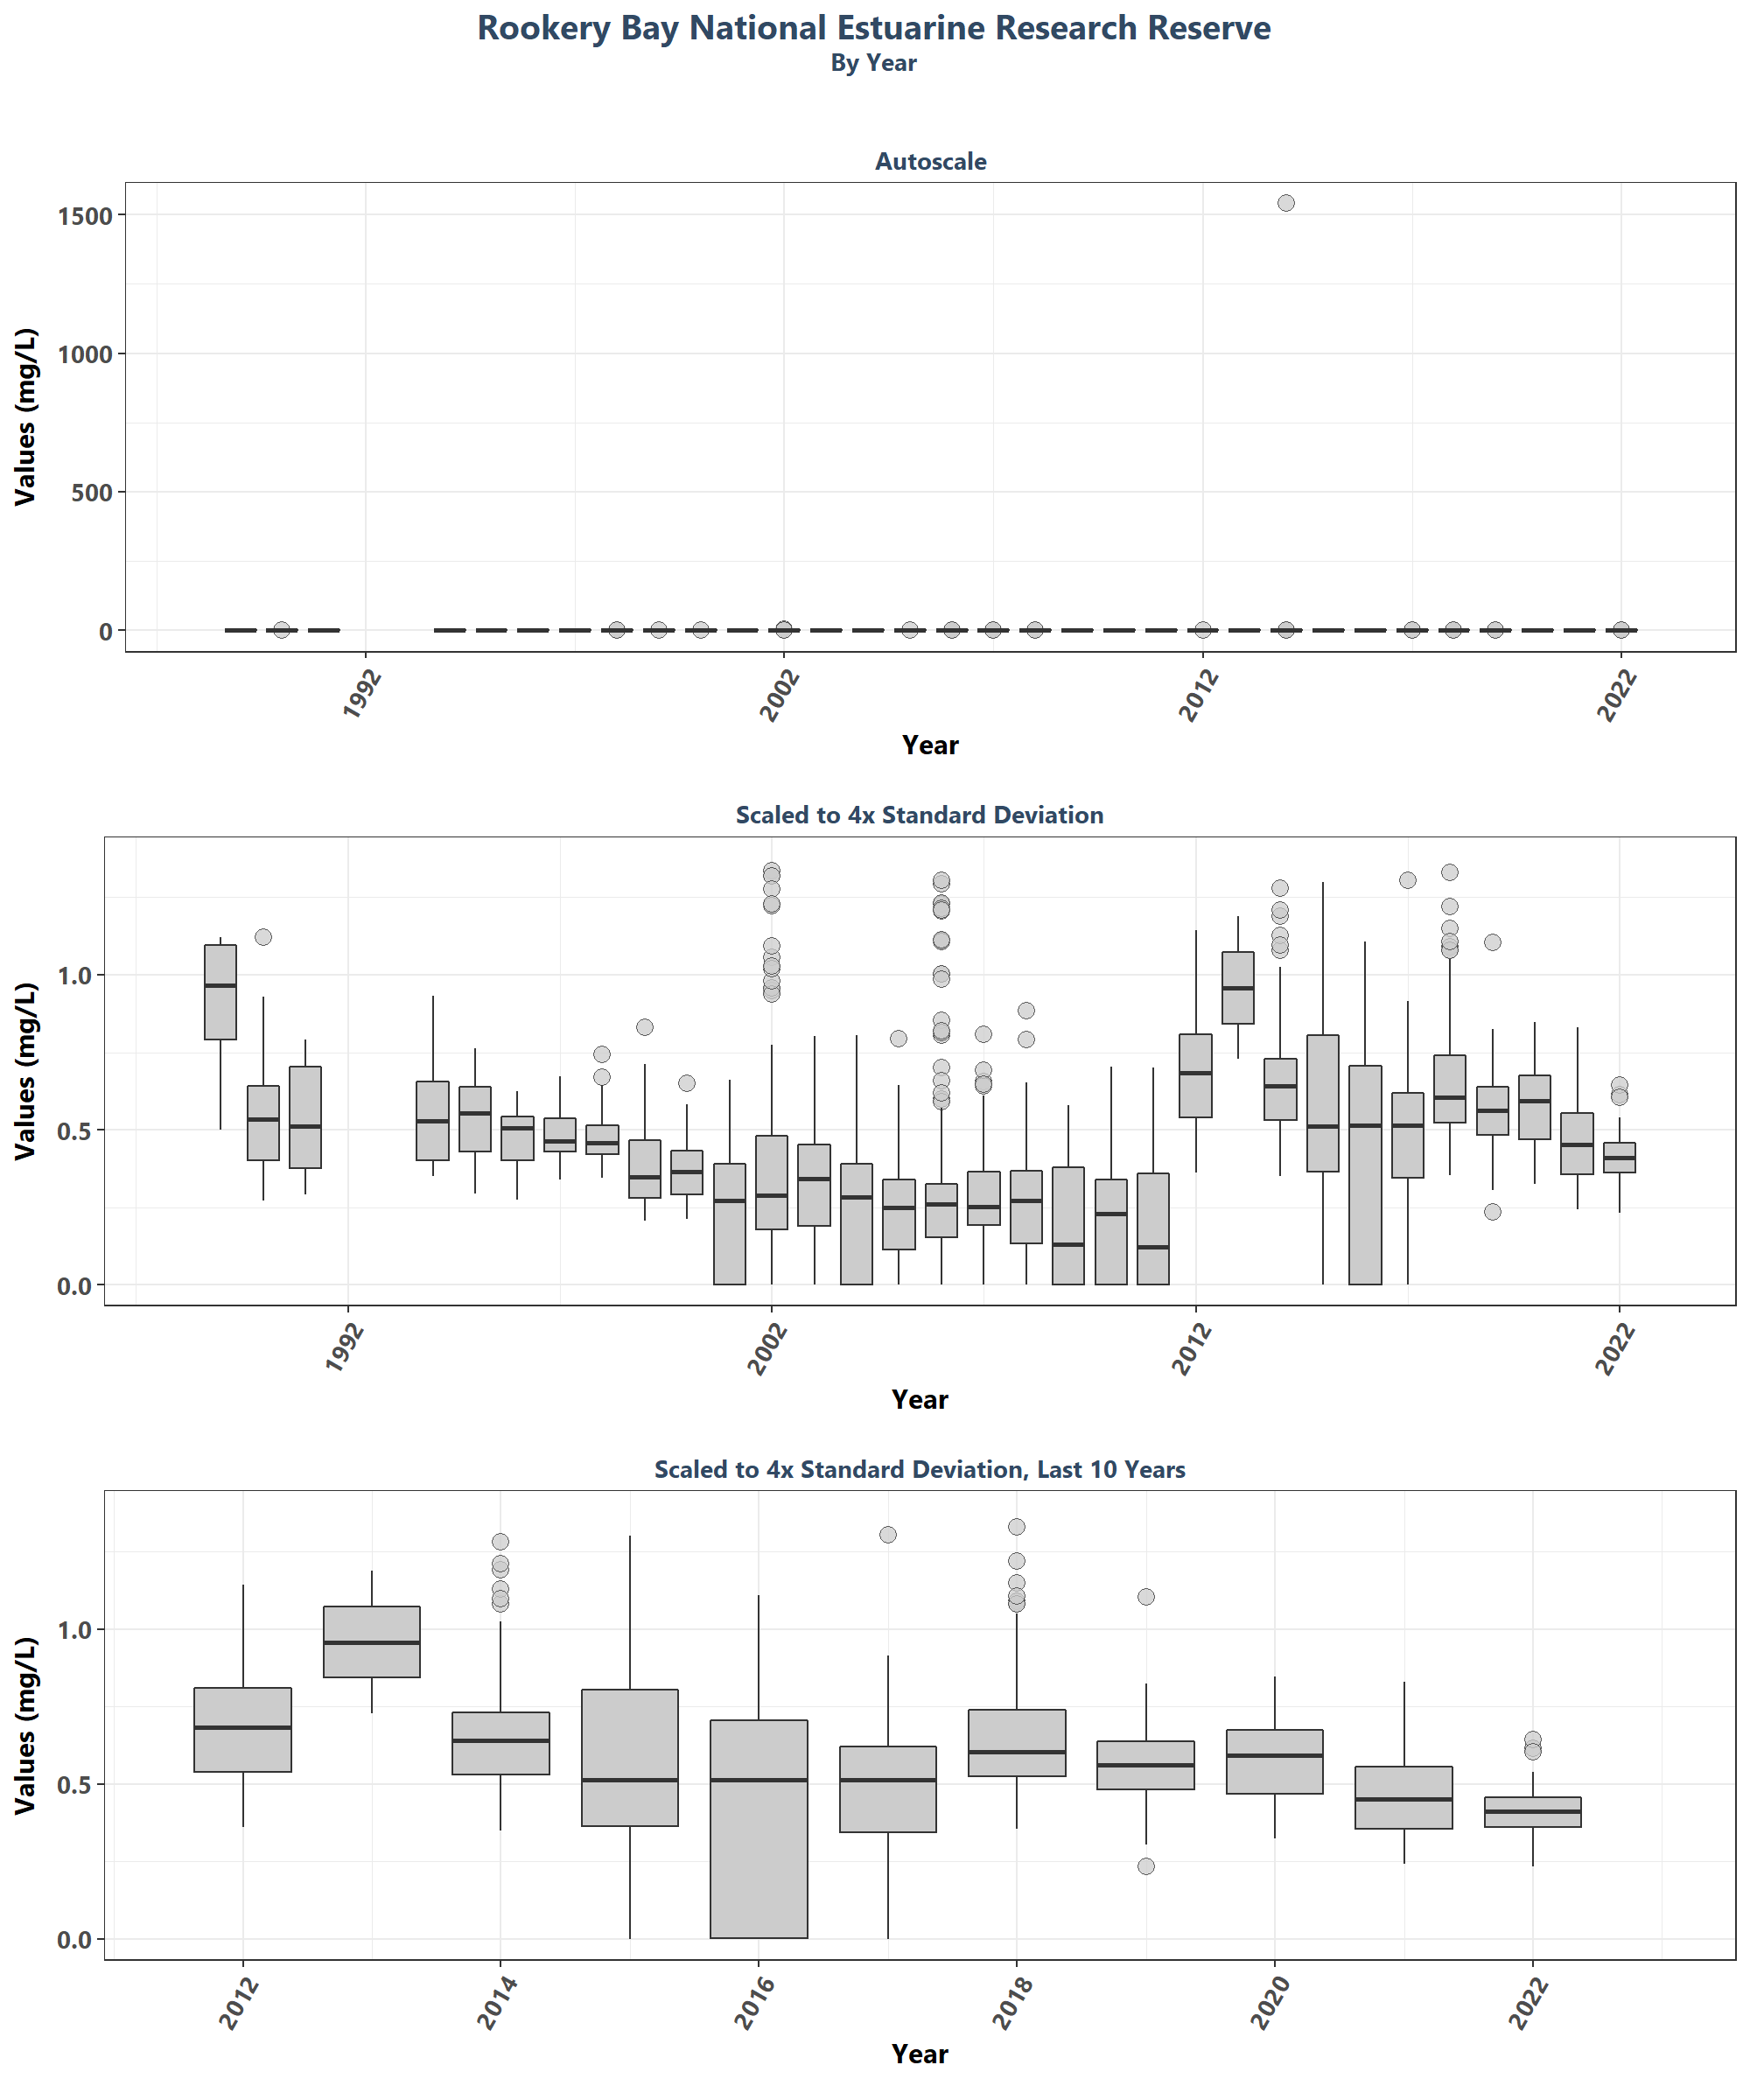 Rookery Bay National Estuarine Research Reserve
By Year
Autoscale
Values (mg/L)
1500
1000
500
0
1992
2002
2012
2022
Year
Scaled to 4x Standard Deviation
Values (mg/L)
1.0
0.5
0.0
1992
2002
2012
2022
Year
Scaled to 4x Standard Deviation, Last 10 Years
Values (mg/L)
1.0
0.5
0.0
2012
2014
2016
2018
2020
2022
Year